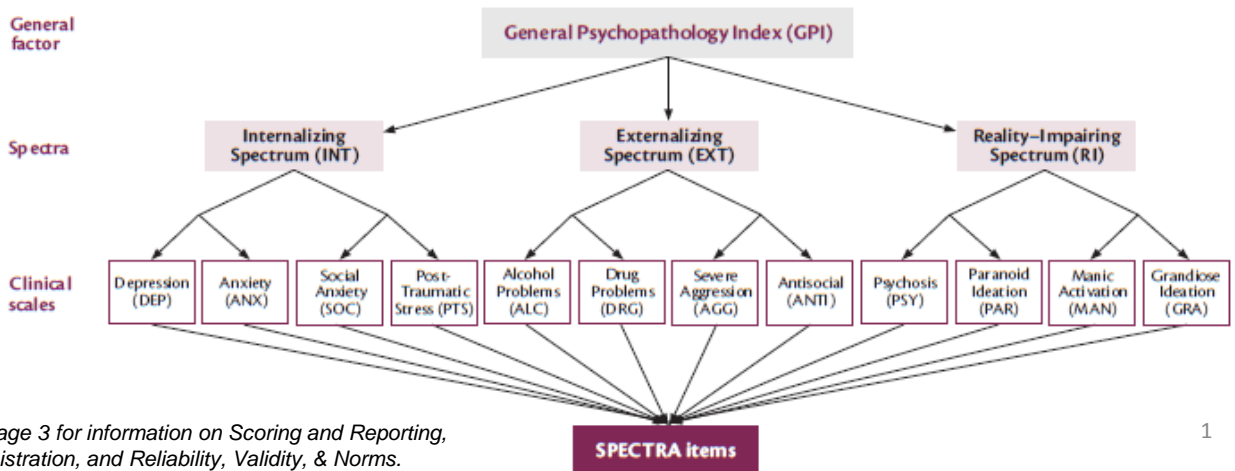 General
factor
General Psychopathology Index (GPI)
Spectra
Internalizing
Spectrum (INT)
Externalizing
Spectrum (EXT)
Reality–Impairing
Spectrum (RI)
Clinical
scales
Depression
(DEP)
Anxiety
(ANX)
Social
Anxiety
(SOC)
Post-
Traumatic
Stress (PTS)
Alcohol
Problems
(ALC)
Drug
Problems
(DRG)
Severe
Aggression
(AGG)
Antisocial
(ANTI)
Psychosis
(PSY)
Paranoid
Ideation
(PAR)
Manic
Activation
(MAN)
Grandiose
Ideation
(GRA)
age 3 for information on Scoring and Reporting,
istration, and Reliability, Validity, & Norms.
SPECTRA items
1